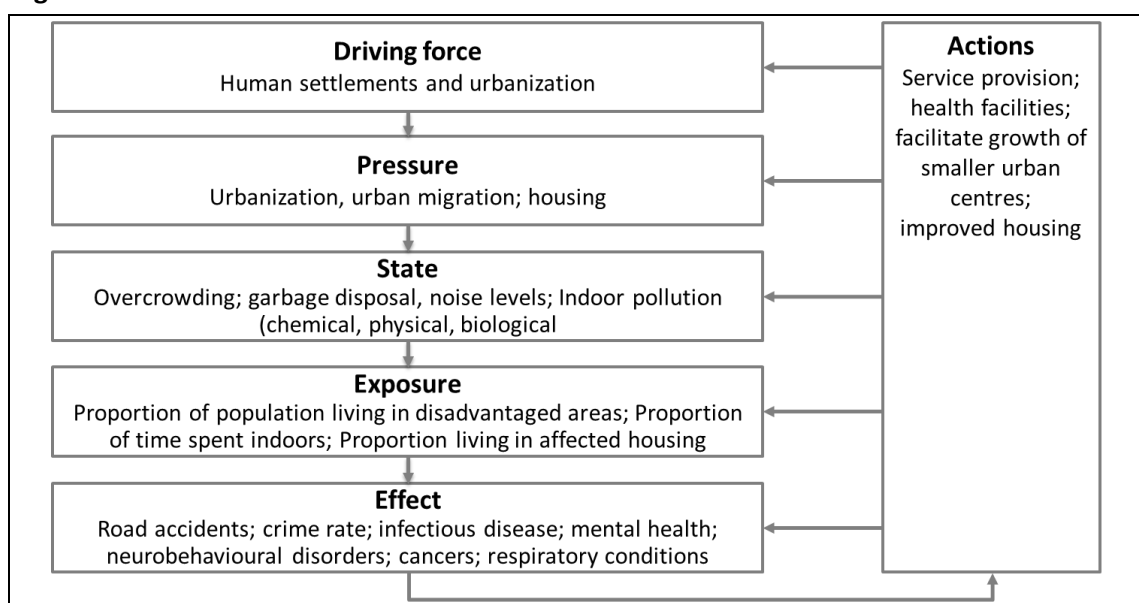 Driving force
Human settlements and urbanization
Pressure
Urbanization, urban migration; housing
State
Overcrowding; garbage disposal, noise levels; Indoor pollution
(chemical, physical, biological
Exposure
Proportion of population living in disadvantaged areas; Proportion
of time spent indoors; Proportion living in affected housing
Effect
Road accidents; crime rate; infectious disease; mental health;
neurobehavioural disorders; cancers; respiratory conditions
Actions
Service provision;
health facilities;
facilitate growth of
smaller urban
centres;
improved housing